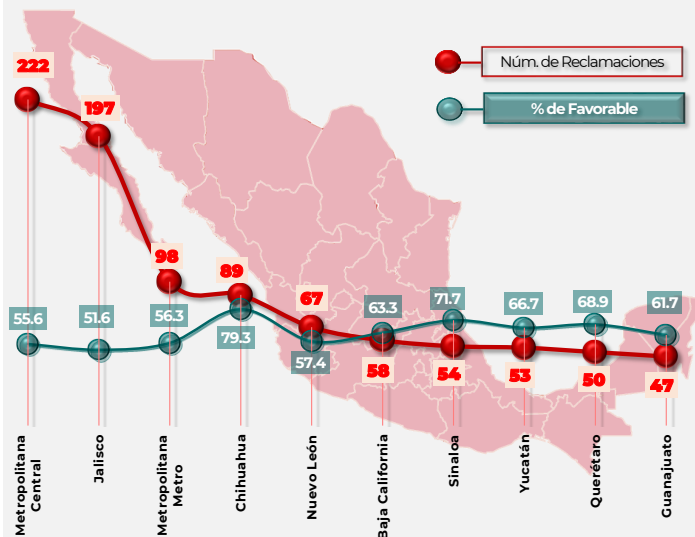 222
Núm. de Reclamaciones
197
% de Favorable
98
89
67
63.3
71.7
66.7
68.9
61.7
55.6
51.6
56.3
79.3
57.4
58
54
53
50
47
Metropolitana
Central
Jalisco
Metropolitana
Metro
Chihuahua
Nuevo León
Baja California
Sinaloa
Yucatán
Querétaro
Guanajuato